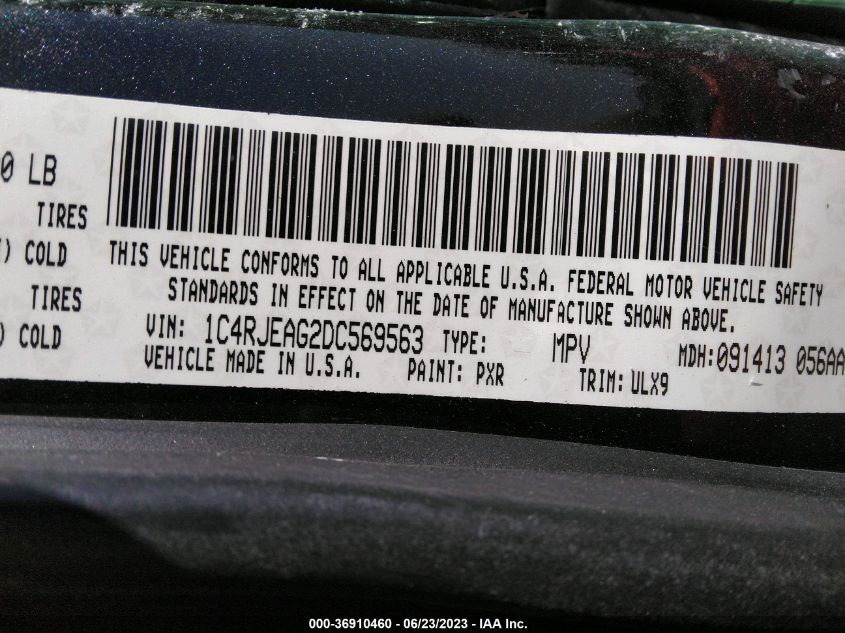 0 LB
TIRES
) COLD
TIRES
) COLD
THIS VEHICLE CONFORMS TO ALL APPLICABLE U.S.A. FEDERAL MOTOR VEHICLE SAFETY
STANDARDS IN EFFECT ON THE DATE OF MANUFACTURE SHOWN ABOVE.
VIN: 1C4RJEAG2DC569563 TYPE: MPV MDH:091413 056AA
VEHICLE MADE IN U.S.A. PAINT: PXR TRIM: ULX9
000-36910460 - 06/23/2023 - IAA Inc.